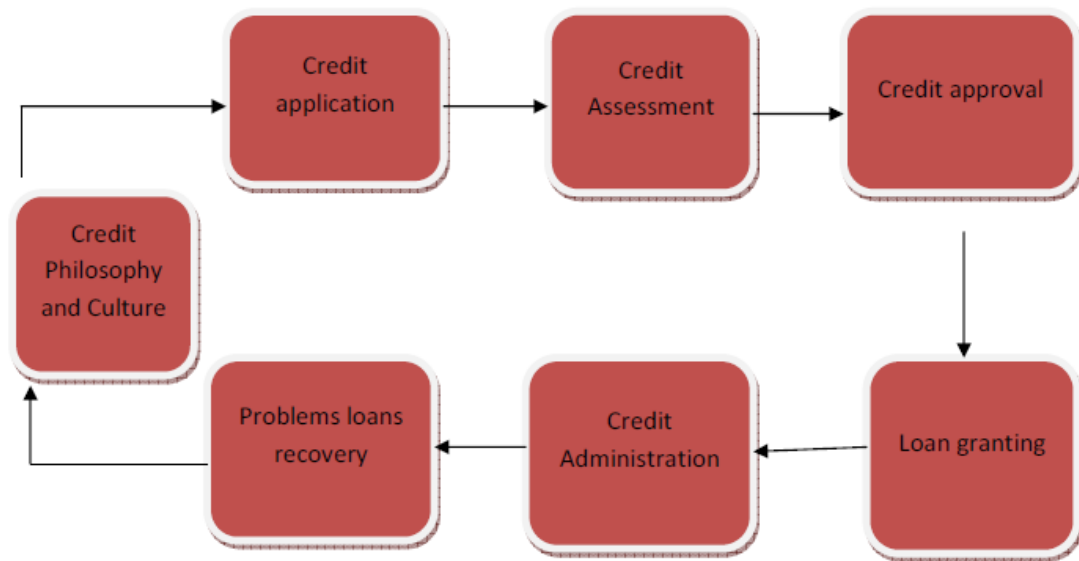 Credit
application
Credit
Assessment
Credit approval
Credit
Philosophy
and Culture
Problems loans
recovery
Credit
Administration
Loan granting